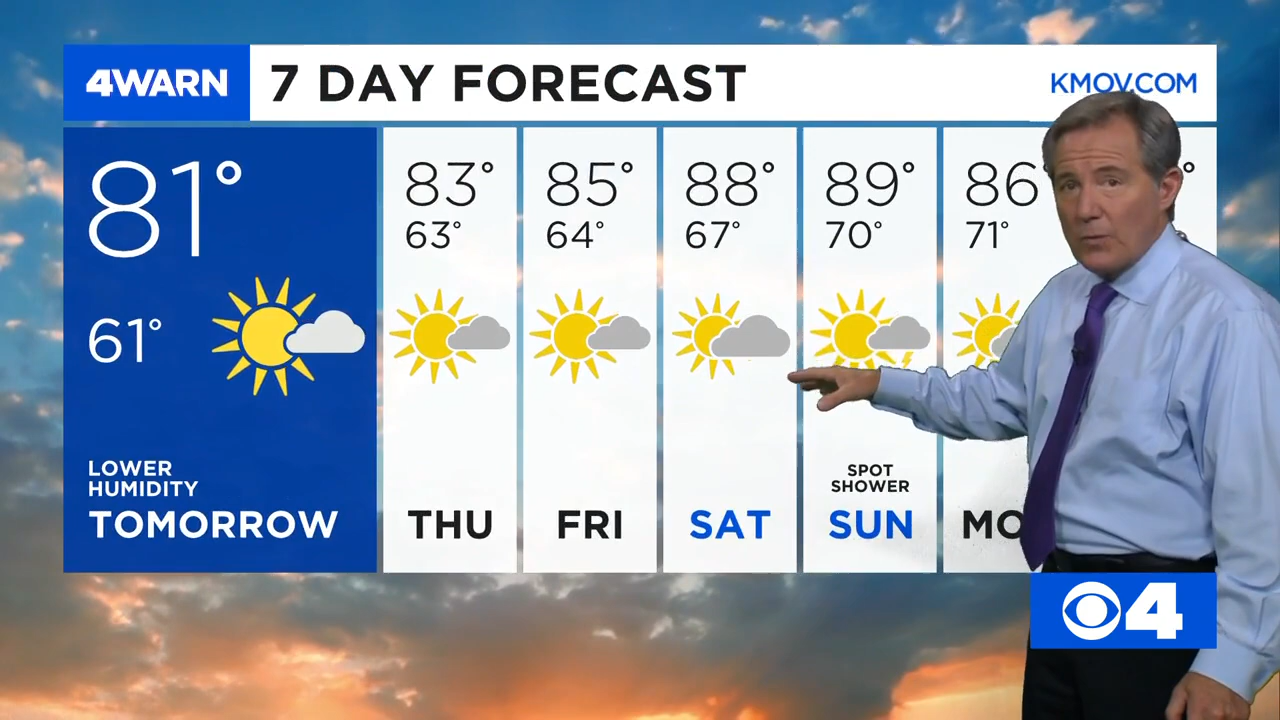 4WARN
7 DAY FORECAST
KMOV.COM
81°
61°
LOWER
HUMIDITY
TOMORROW
83°
63°
THU
85°
64°
FRI
88°
67°
SAT
89°
70°
SPOT
SHOWER
SUN
86°
71°
MO
°
4